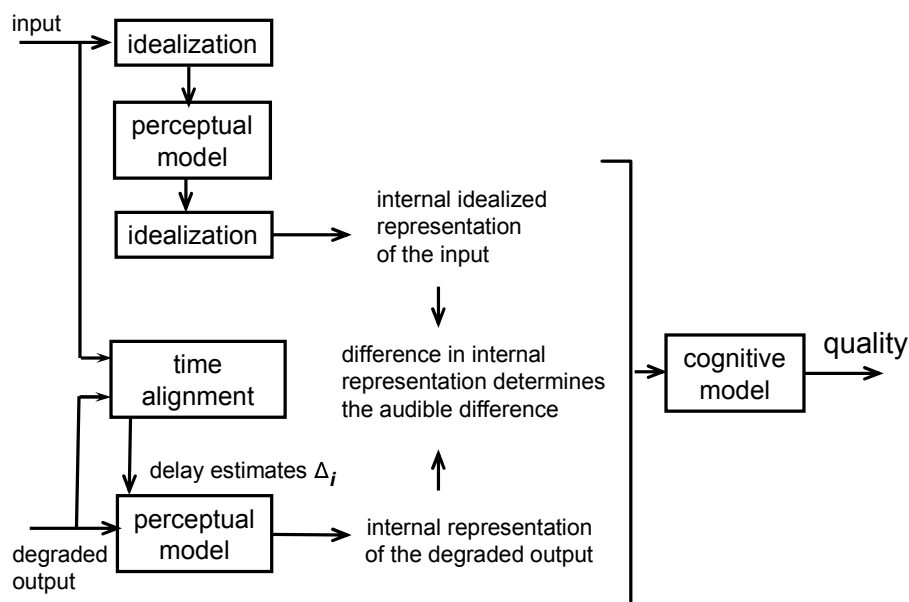 input
idealization
perceptual
model
idealization
internal idealized
representation
of the input
time
alignment
difference in internal
representation determines
the audible difference
cognitive
model
quality
delay estimates Δi
degraded
output
perceptual
model
internal representation
of the degraded output